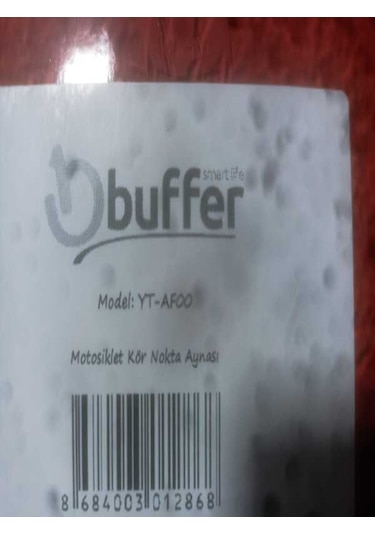 smart life
buffer
Model: YT-AF00
Motosiklet Kör Nokta Aynası
8 684003 012868